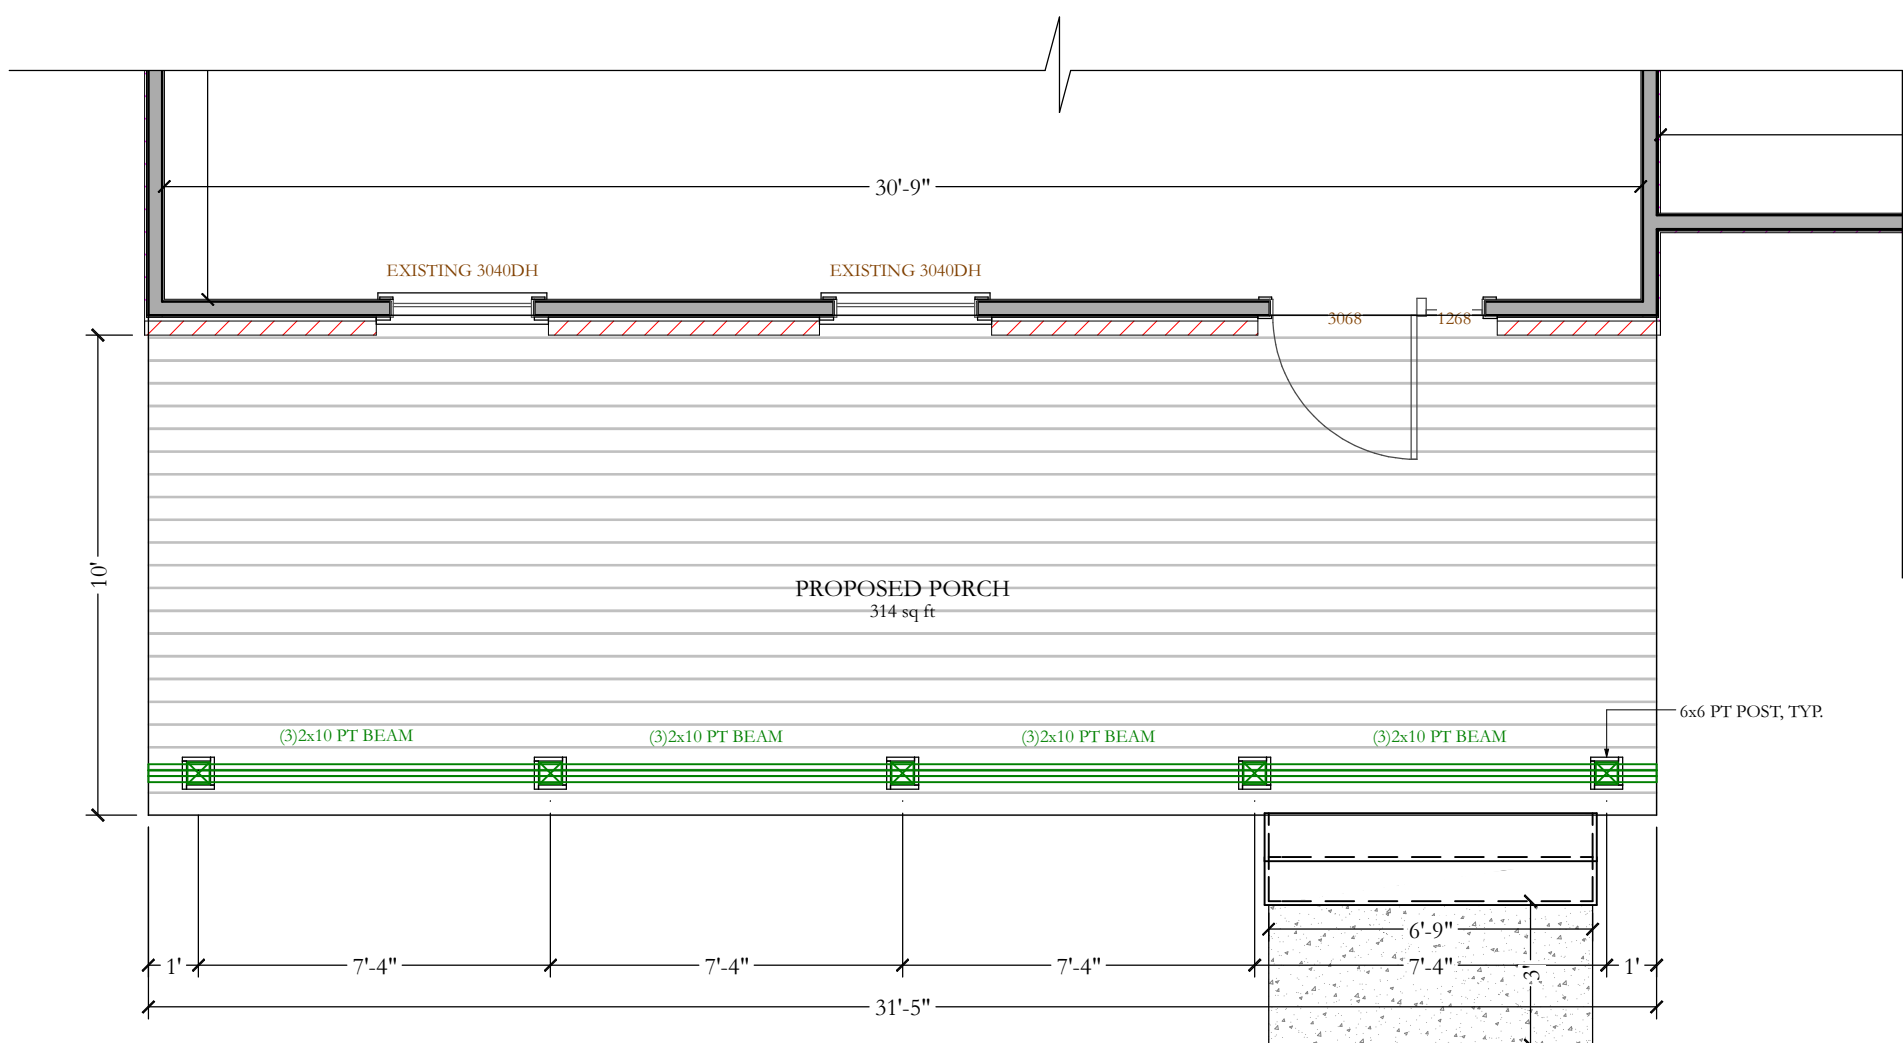 30'-9"
EXISTING 3040DH
EXISTING 3040DH
3068
1268
10'
PROPOSED PORCH
314 sq ft
6x6 PT POST, TYP.
(3)2x10 PT BEAM
(3)2x10 PT BEAM
(3)2x10 PT BEAM
(3)2x10 PT BEAM
6'-9"
1'
7'-4"
7'-4"
7'-4"
7'-4"
1'
3'
31'-5"